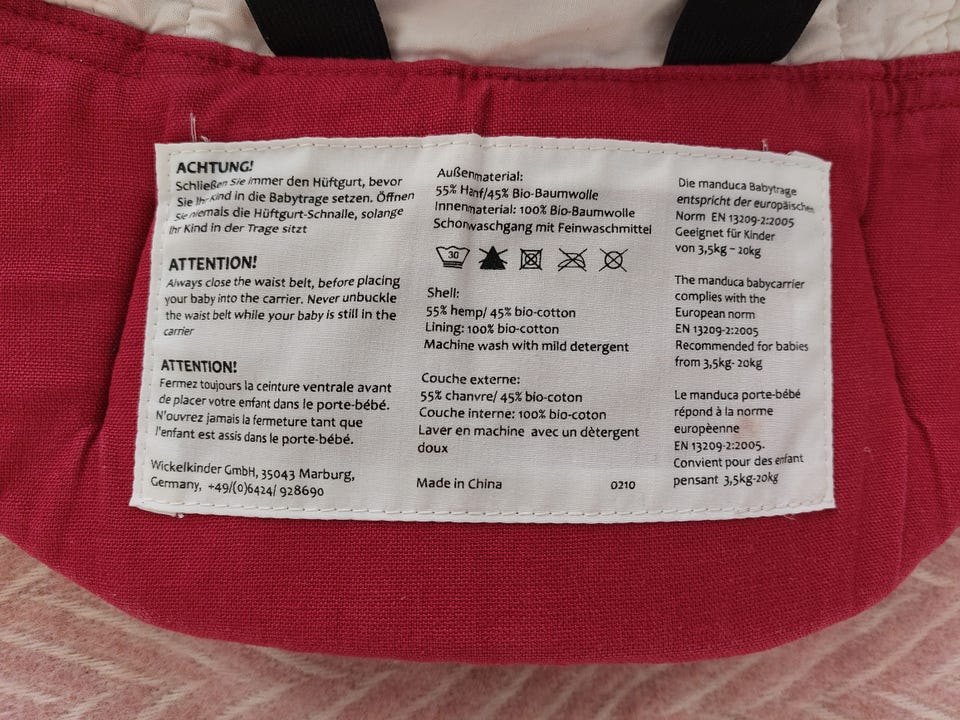 ACHTUNG!
Schließen Sie immer den Hüftgurt, bevor
Sie Ihr Kind in die Babytrage setzen. Öffnen
Sie niemals die Hüftgurt-Schnalle, solange
Ihr Kind in der Trage sitzt
ATTENTION!
Always close the waist belt, before placing
your baby into the carrier. Never unbuckle
the waist belt while your baby is still in the
carrier
ATTENTION!
Fermez toujours la ceinture ventrale avant
de placer votre enfant dans le porte-bébé.
N'ouvrez jamais la fermeture tant que
l'enfant est assis dans le porte-bébé.
Wickelkinder GmbH, 35043 Marburg,
Germany, +49/(0)6424/ 928690
Außenmaterial:
55% Hanf/45% Bio-Baumwolle
Innenmaterial: 100% Bio-Baumwolle
Schonwaschgang mit Feinwaschmittel
30
Shell:
55% hemp/ 45% bio-cotton
Lining: 100% bio-cotton
Machine wash with mild detergent
Couche externe:
55% chanvre/ 45% bio-coton
Couche interne: 100% bio-coton
Laver en machine avec un dètergent
doux
Made in China 0210
Die manduca Babytrage
entspricht der europäischen
Norm EN 13209-2:2005
Geeignet für Kinder
von 3,5kg - 20kg
The manduca babycarrier
complies with the
European norm
EN 13209-2:2005
Recommended for babies
from 3,5kg- 20kg
Le manduca porte-bébé
répond à la norme
europèenne
EN 13209-2:2005.
Convient pour des enfant
pensant 3,5kg-20kg